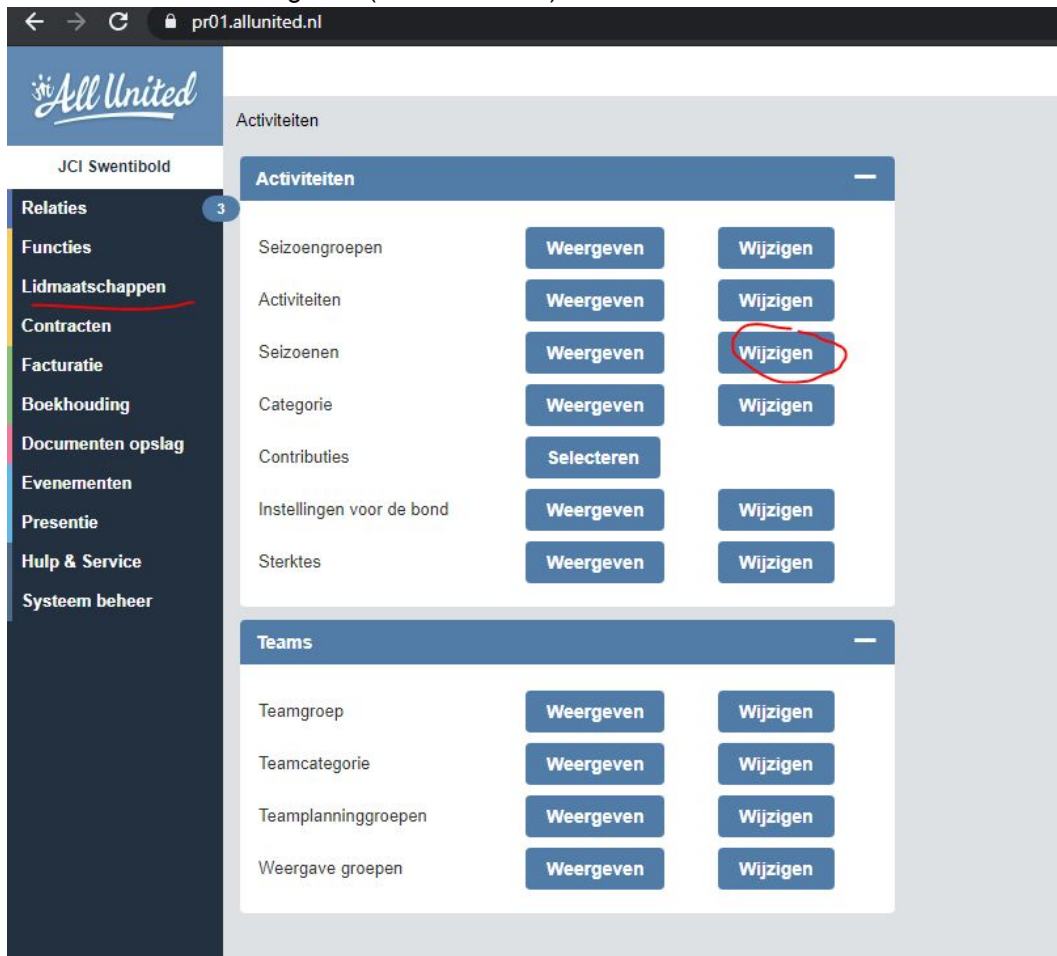 pr01.allunited.nl
All United
Activiteiten
JCI Swentibold
Relaties 3
Functies
Lidmaatschappen
Contracten
Facturatie
Boekhouding
Documenten opslag
Evenementen
Presentie
Hulp & Service
Systeem beheer
Activiteiten
Seizoengroepen Weergeven Wijzigen
Activiteiten Weergeven Wijzigen
Seizoenen Weergeven Wijzigen
Categorie Weergeven Wijzigen
Contributies Selecteren
Instellingen voor de bond Weergeven Wijzigen
Sterktes Weergeven Wijzigen
Teams
Teamgroep Weergeven Wijzigen
Teamcategorie Weergeven Wijzigen
Teamplanninggroepen Weergeven Wijzigen
Weergave groepen Weergeven Wijzigen